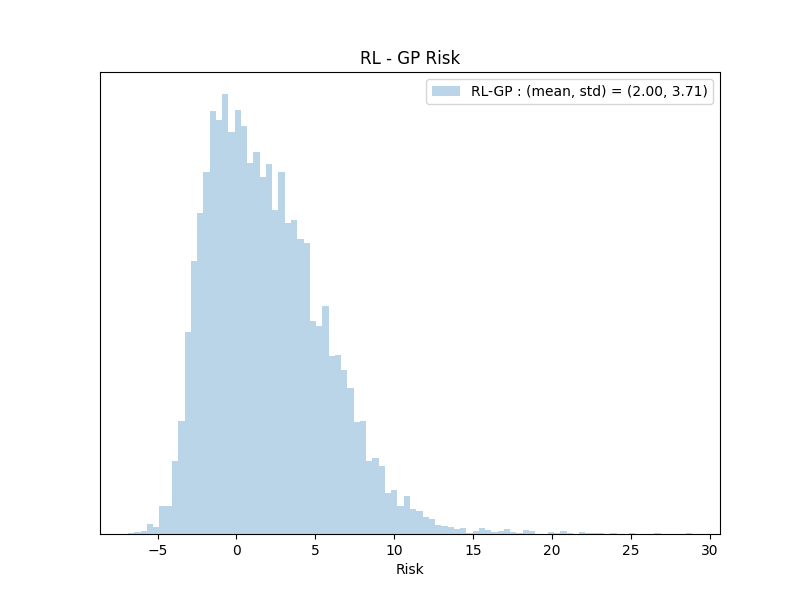 RL - GP Risk
RL-GP : (mean, std) = (2.00, 3.71)
−5 0 5 10 15 20 25 30
Risk